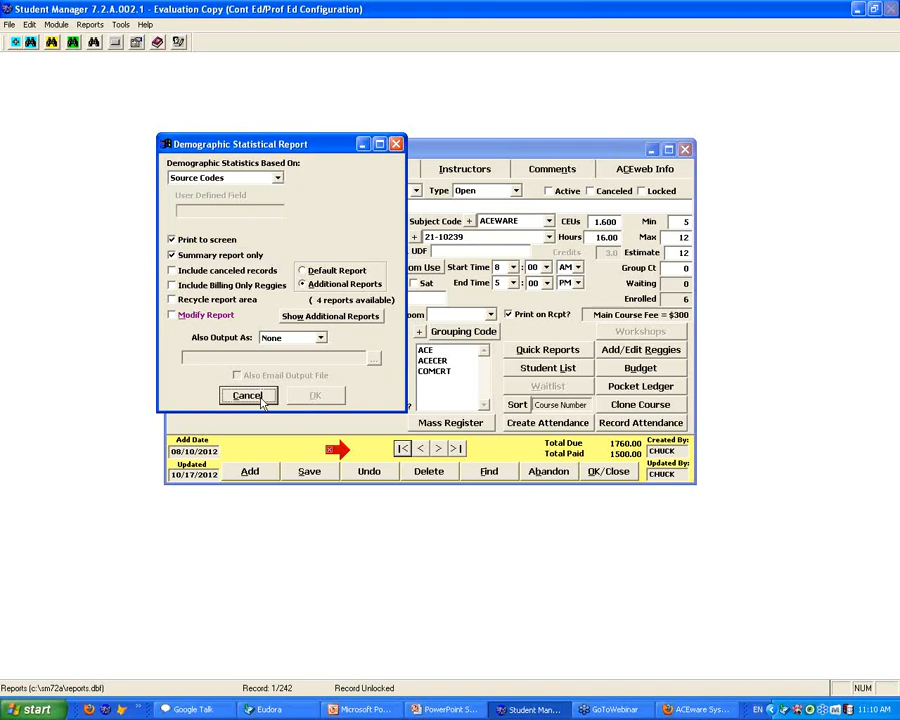 Student Manager 7.2.A.002.1 - Evaluation Copy (Cont Ed/Prof Ed Configuration)
File Edit Module Reports Tools Help
Demographic Statistical Report
Demographic Statistics Based On:
Source Codes
User Defined Field
Print to screen
Summary report only
Include canceled records
Include Billing Only Reggies
Recycle report area
Modify Report
Default Report
Additional Reports
( 4 reports available)
Show Additional Reports
Also Output As: None
...
Also Email Output File
Cancel OK
Instructors Comments ACEweb Info
Type Open Active Canceled Locked
Subject Code + ACEWARE CEUs 1.600 Min 5
+ 21-10239 Hours 16.00 Max 12
UDF Credits 3.0 Estimate 12
om Use Start Time 8 : 00 AM Group Ct 0
Sat End Time 5 : 00 PM Waiting 0
Enrolled 6
oom Print on Rcpt? Main Course Fee = $300
+ Grouping Code Workshops
ACE
ACECER
COMCRT
Quick Reports Add/Edit Reggies
Student List Budget
Waitlist Pocket Ledger
Sort Course Number Clone Course
?
Mass Register Create Attendance Record Attendance
Add Date
08/10/2012
Updated
10/17/2012
|< < > >|
Total Due 1760.00
Total Paid 1500.00
Created By:
CHUCK
Updated By:
CHUCK
Add Save Undo Delete Find Abandon OK/Close
Reports (c:\sm72a\reports.dbf) Record: 1/242 Record Unlocked NUM
start » Google Talk Eudora Microsoft Po... PowerPoint S... Student Man... GoToWebinar ACEware Sys... EN 11:10 AM